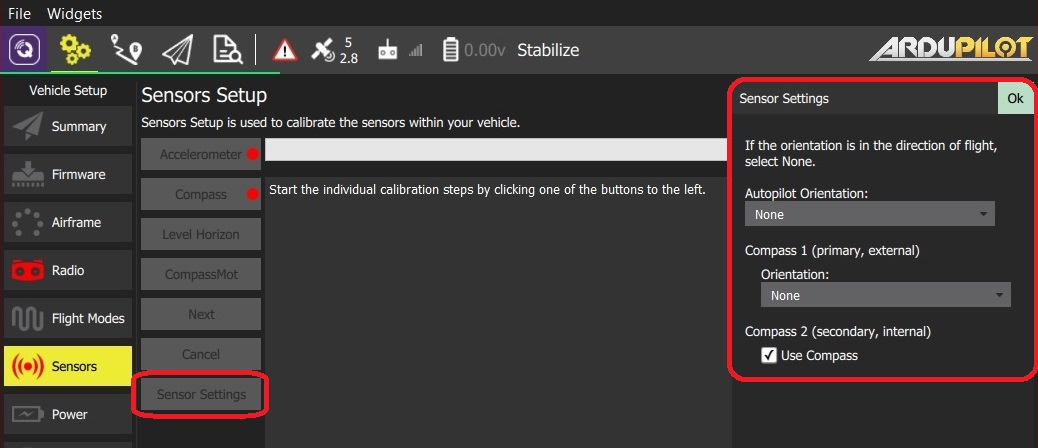 File Widgets
5
2.8
0.00v
Stabilize
ARDUPILOT
Vehicle Setup
Summary
Firmware
Airframe
Radio
Flight Modes
Sensors
Power
Sensors Setup
Sensors Setup is used to calibrate the sensors within your vehicle.
Accelerometer
Compass
Level Horizon
CompassMot
Next
Cancel
Sensor Settings
Start the individual calibration steps by clicking one of the buttons to the left.
Sensor Settings
Ok
If the orientation is in the direction of flight,
select None.
Autopilot Orientation:
None
Compass 1 (primary, external)
Orientation:
None
Compass 2 (secondary, internal)
Use Compass